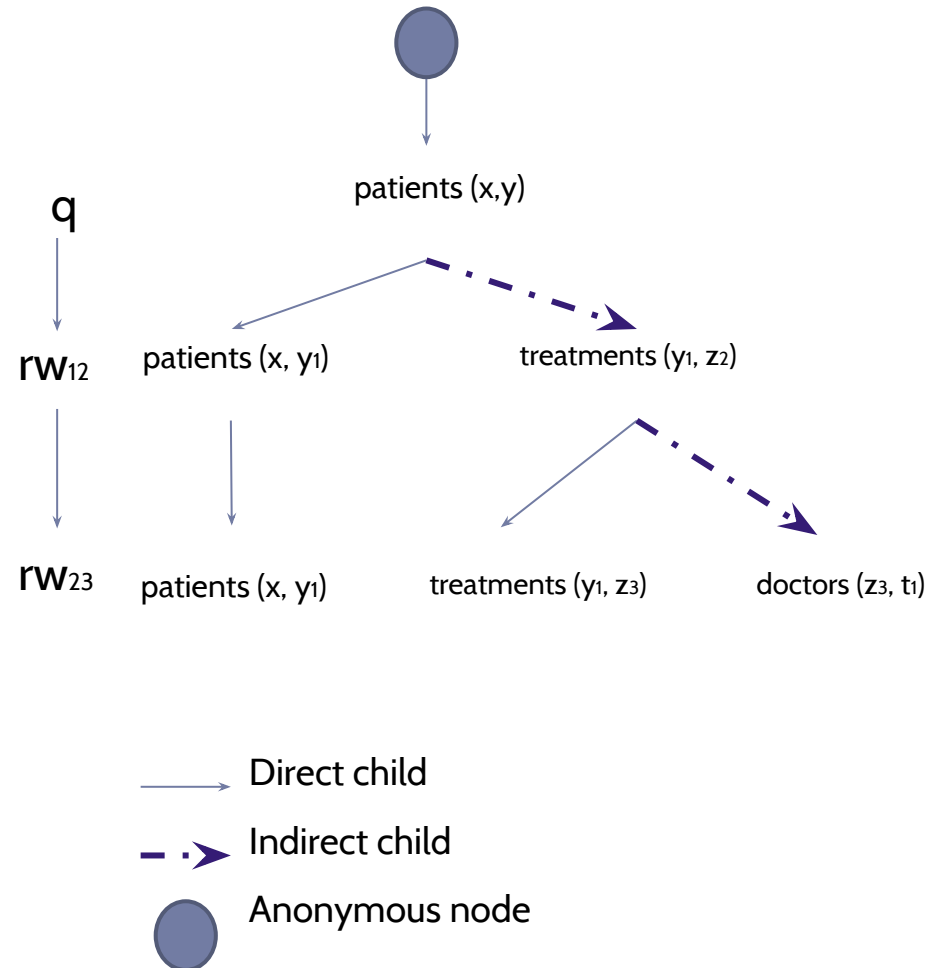 patients (x,y)
q
rw₁₂ patients (x, y₁) treatments (y₁, z₂)
rw₂₃ patients (x, y₁) treatments (y₁, z₃) doctors (z₃, t₁)
Direct child
Indirect child
Anonymous node